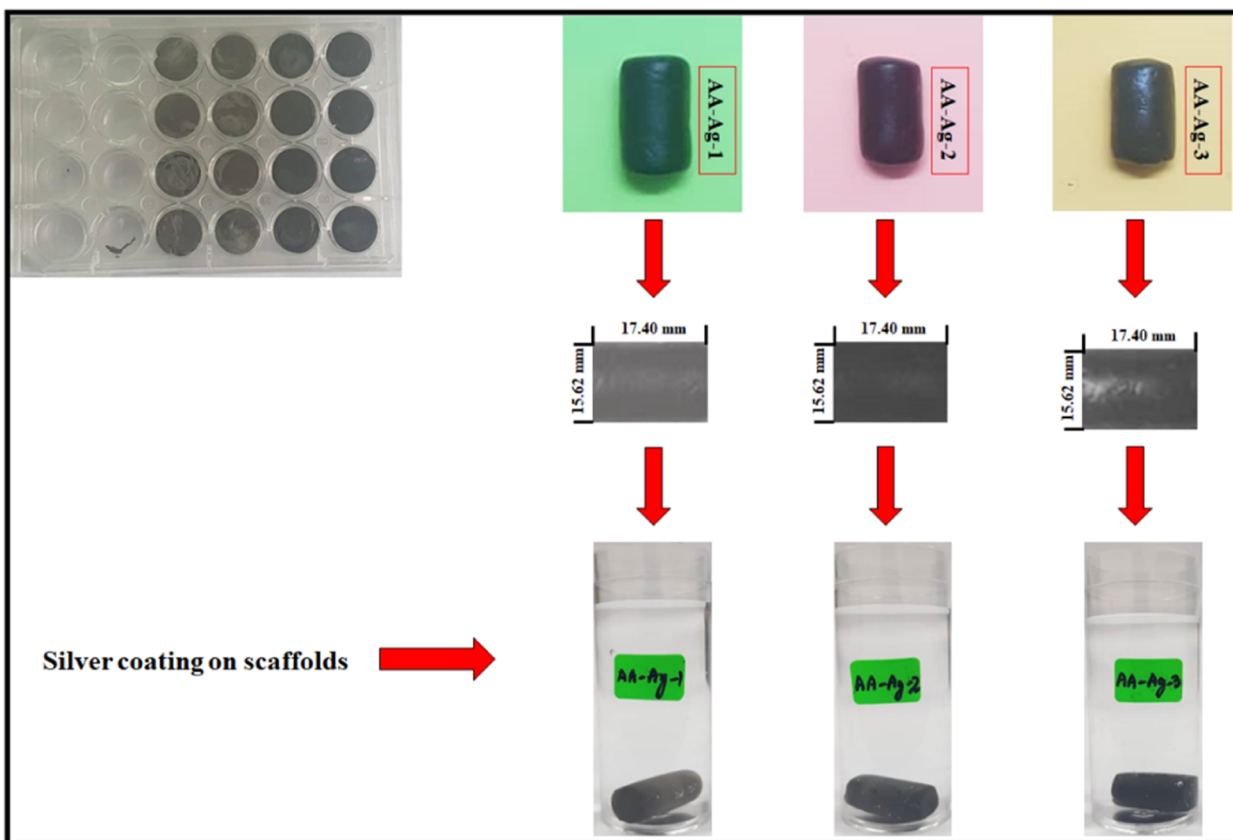 AA-Ag-1
AA-Ag-2
AA-Ag-3
17.40 mm
15.62 mm
17.40 mm
15.62 mm
17.40 mm
15.62 mm
Silver coating on scaffolds
AA-Ag-1
AA-Ag-2
AA-Ag-3